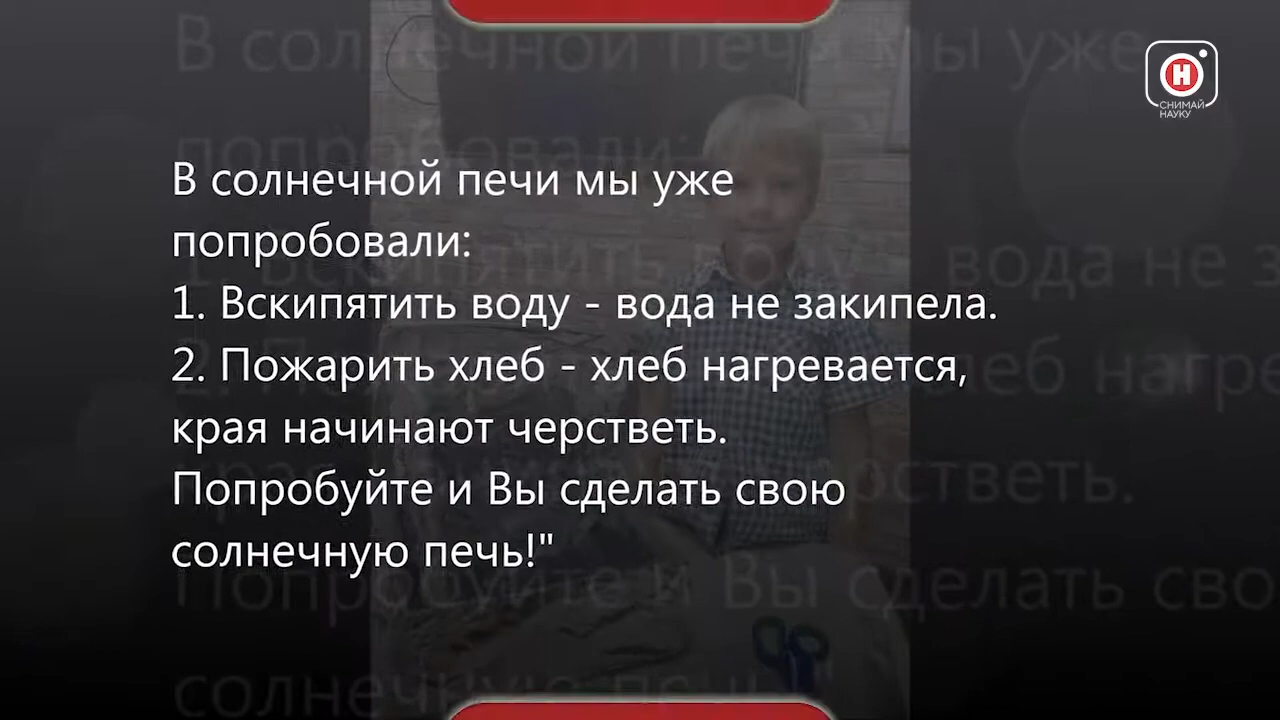 В солнечной печи мы уже
попробовали:
1. Вскипятить воду - вода не закипела.
2. Пожарить хлеб - хлеб нагревается,
края начинают черстветь.
Попробуйте и Вы сделать свою
солнечную печь!"
Н
СНИМАЙ
НАУКУ